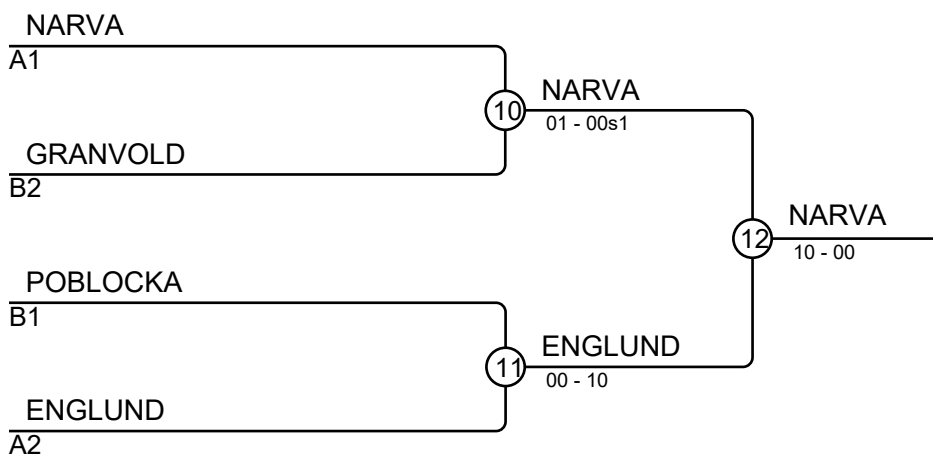 NARVA
A1
10
NARVA
01 - 00s1
GRANVOLD
B2
12
NARVA
10 - 00
POBLOCKA
B1
11
ENGLUND
00 - 10
ENGLUND
A2